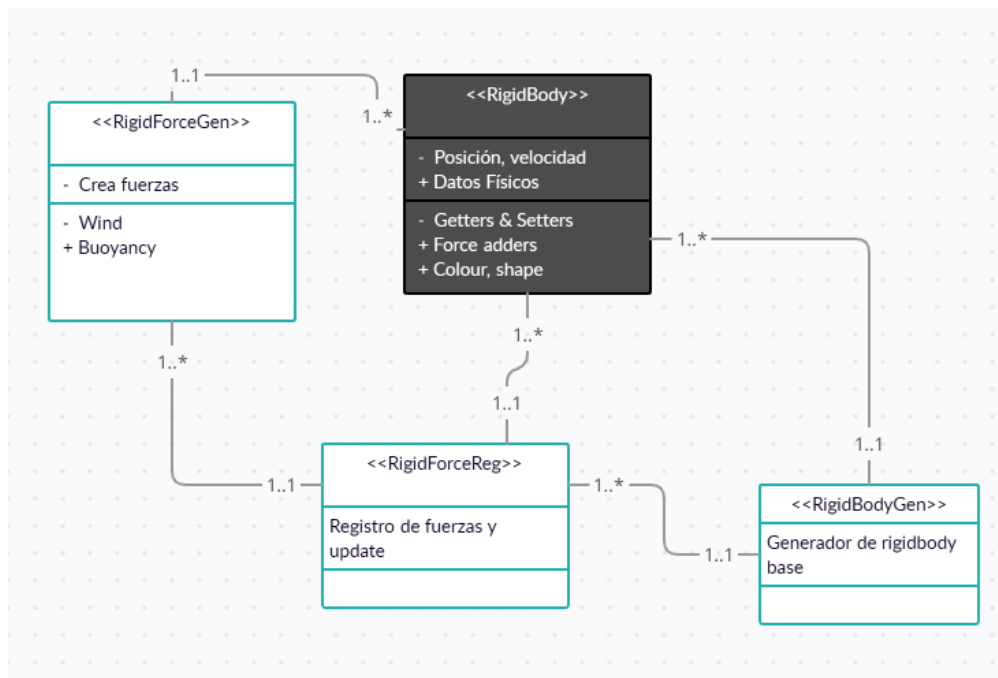 1..1
1..*
<<RigidForceGen>>
- Crea fuerzas
- Wind
+ Buoyancy
<<RigidBody>>
- Posición, velocidad
+ Datos Físicos
- Getters & Setters
+ Force adders
+ Colour, shape
1..*
1..*
1..*
1..1
1..1
<<RigidForceReg>>
Registro de fuerzas y
update
1..1
1..*
1..1
<<RigidBodyGen>>
Generador de rigidbody
base